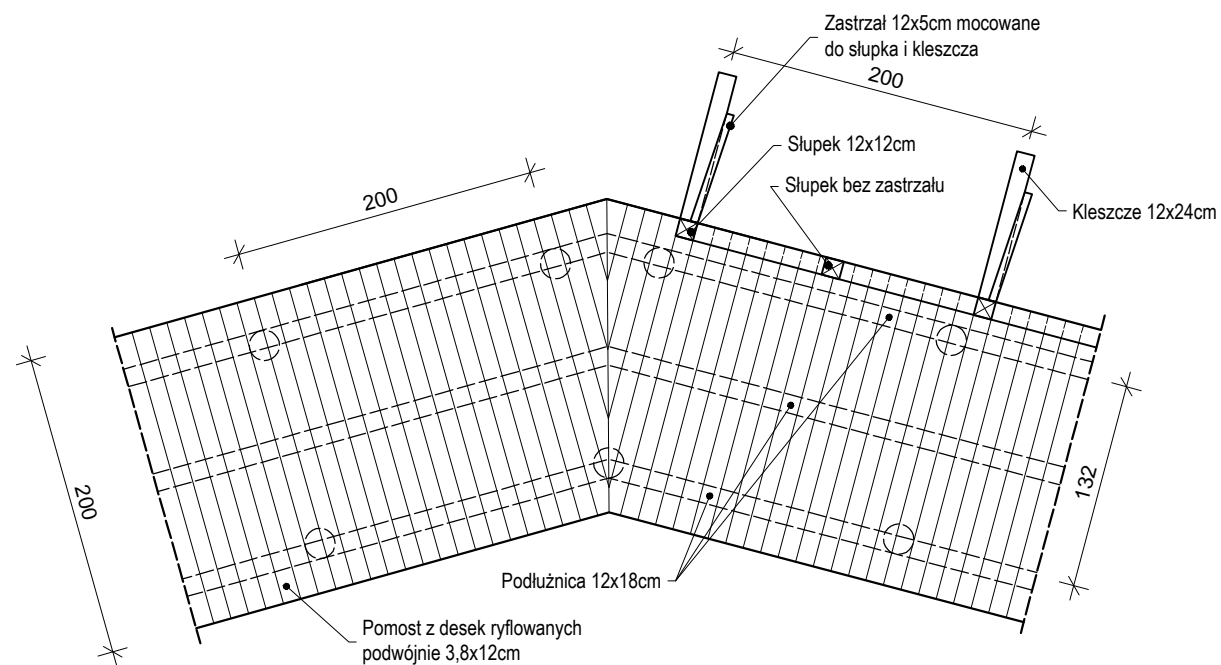 Zastrzał 12x5cm mocowane
do słupka i kleszcza
200
Słupek 12x12cm
Słupek bez zastrzału
200
Kleszcze 12x24cm
200
132
Podłużnica 12x18cm
Pomost z desek ryflowanych
podwójnie 3,8x12cm